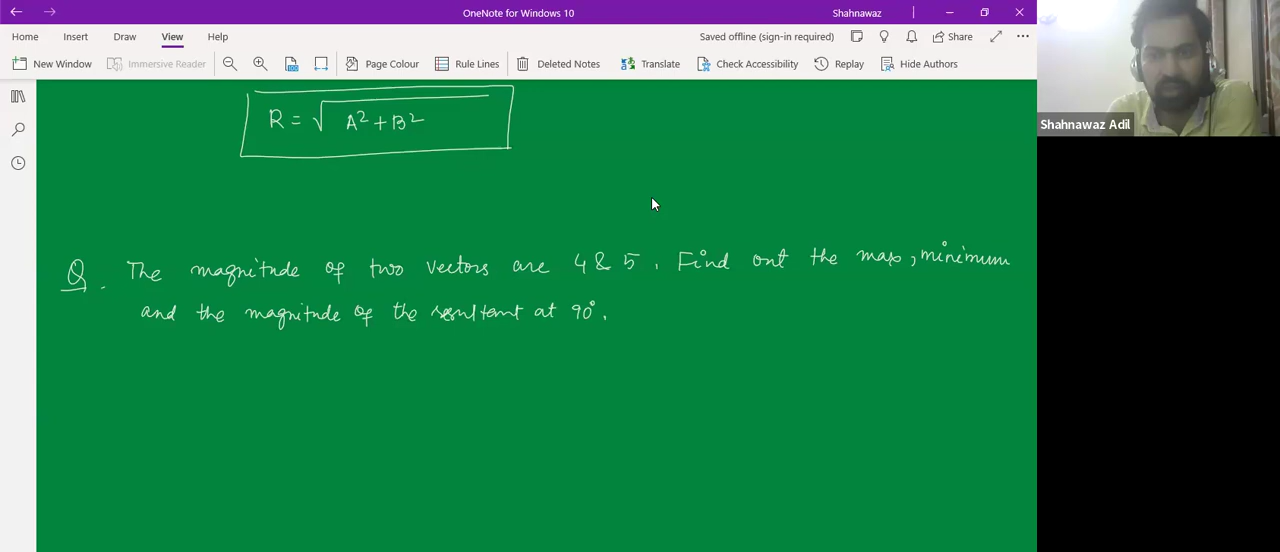 OneNote for Windows 10
Shahnawaz
Home Insert Draw View Help
Saved offline (sign-in required) Share
New Window Immersive Reader Page Colour Rule Lines Deleted Notes Translate Check Accessibility Replay Hide Authors
Shahnawaz Adil
R = √A² + B²
Q. The magnitude of two vectors are 4 & 5. Find out the max, minimum
and the magnitude of the resultant at 90°.